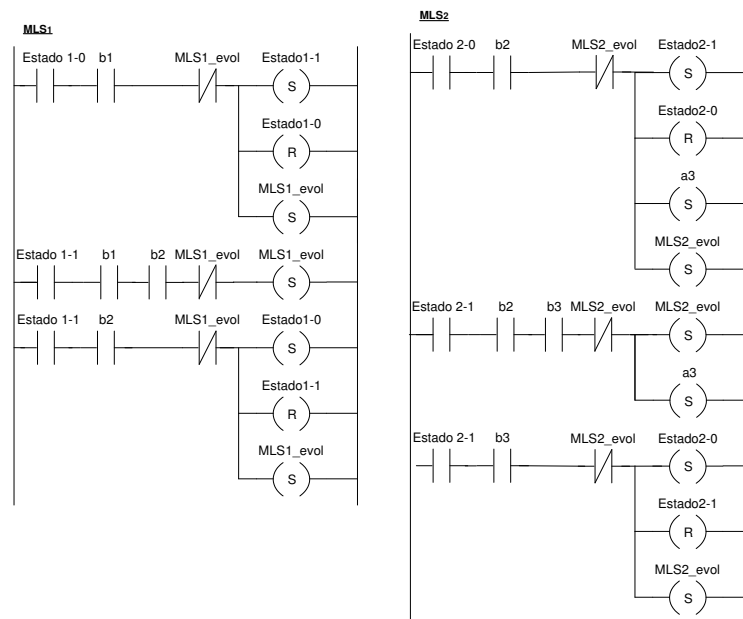 MLS1
Estado 1-0 b1 MLS1_evol Estado1-1
S
Estado1-0
R
MLS1_evol
S
Estado 1-1 b1 b2 MLS1_evol MLS1_evol
S
Estado 1-1 b2 MLS1_evol Estado1-0
S
Estado1-1
R
MLS1_evol
S
MLS2
Estado 2-0 b2 MLS2_evol Estado2-1
S
Estado2-0
R
a3
S
MLS2_evol
S
Estado 2-1 b2 b3 MLS2_evol MLS2_evol
S
a3
S
Estado 2-1 b3 MLS2_evol Estado2-0
S
Estado2-1
R
MLS2_evol
S